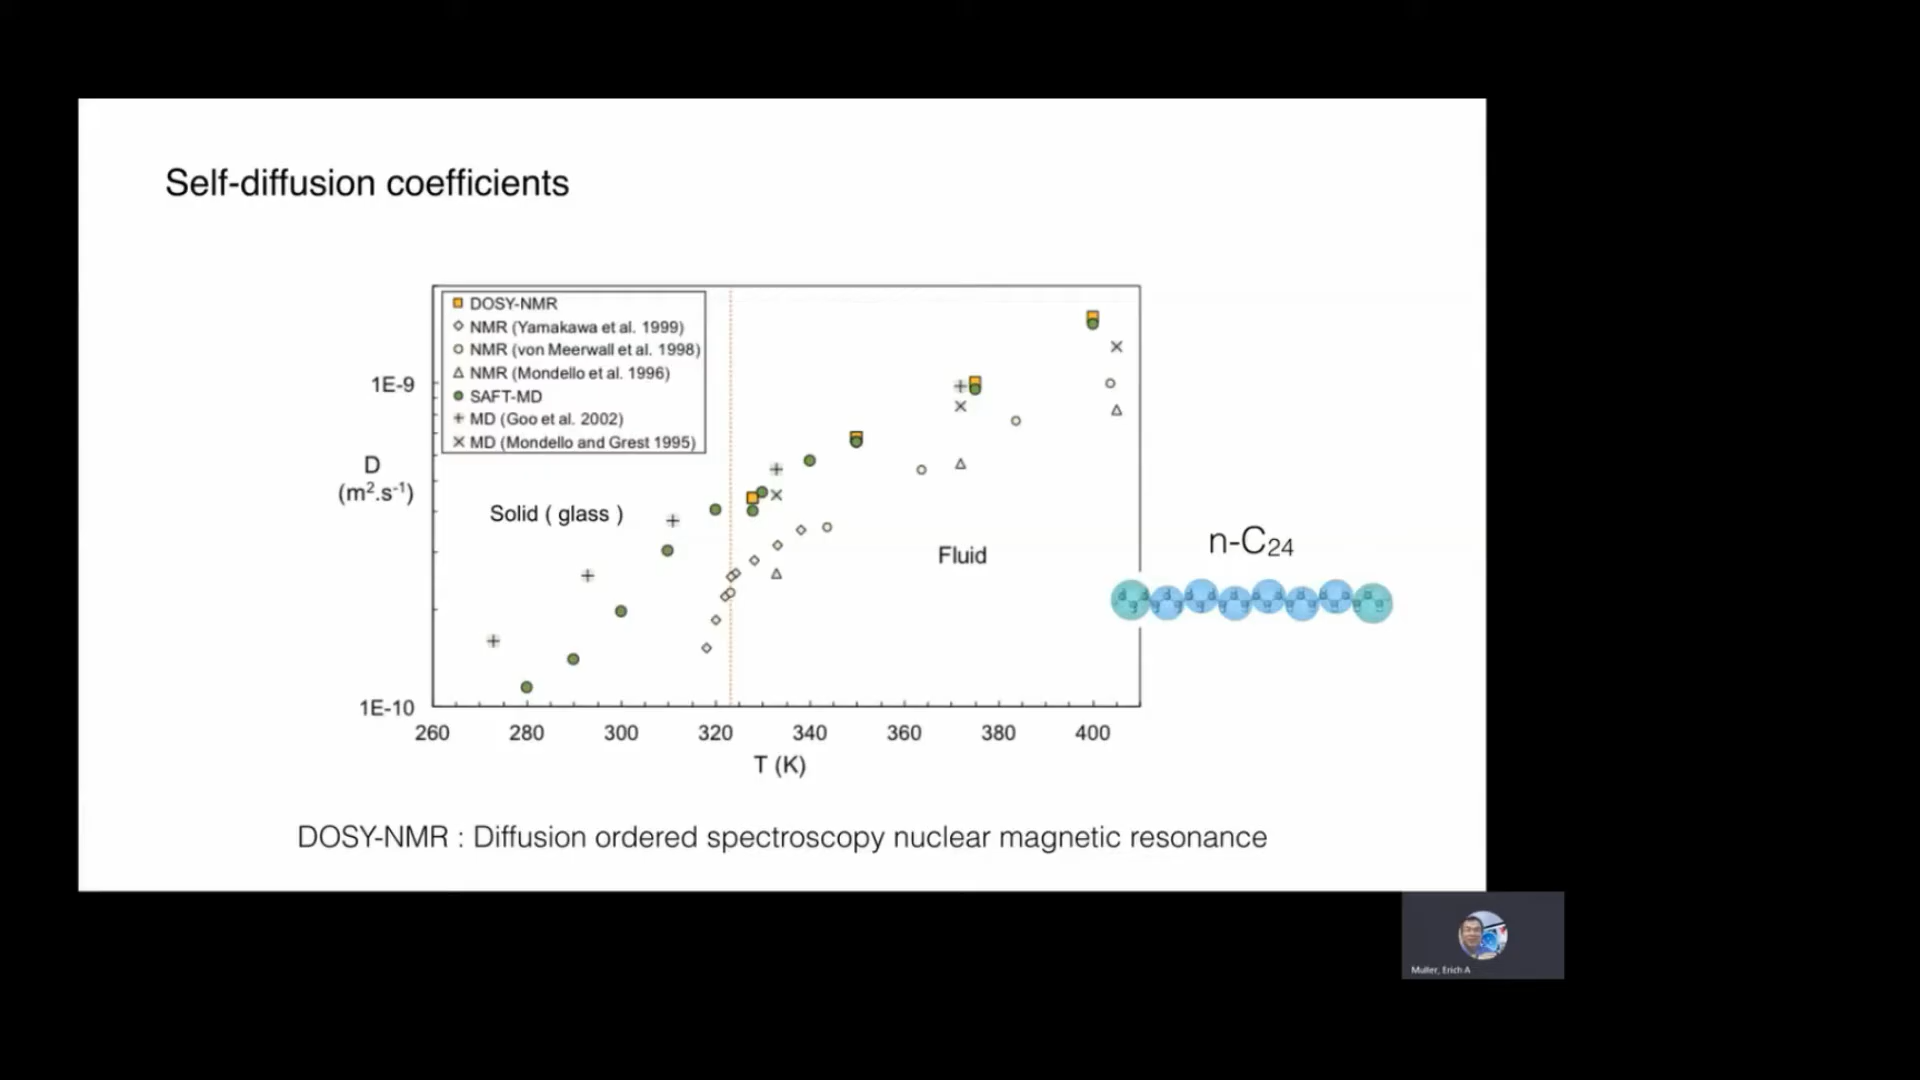 Self-diffusion coefficients
DOSY-NMR
NMR (Yamakawa et al. 1999)
NMR (von Meerwall et al. 1998)
NMR (Mondello et al. 1996)
SAFT-MD
MD (Goo et al. 2002)
MD (Mondello and Grest 1995)
1E-9
D
(m².s⁻¹)
1E-10
Solid ( glass )
Fluid
n-C₂₄
260 280 300 320 340 360 380 400
T (K)
DOSY-NMR : Diffusion ordered spectroscopy nuclear magnetic resonance
Muller, Erich A